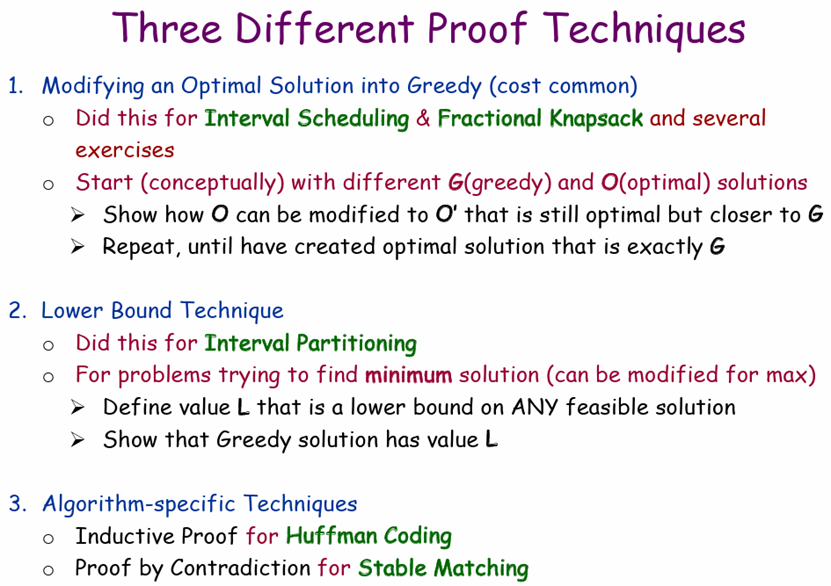 Three Different Proof Techniques
1. Modifying an Optimal Solution into Greedy (cost common)
o Did this for Interval Scheduling & Fractional Knapsack and several
exercises
o Start (conceptually) with different G(greedy) and O(optimal) solutions
➢ Show how O can be modified to O' that is still optimal but closer to G
➢ Repeat, until have created optimal solution that is exactly G
2. Lower Bound Technique
o Did this for Interval Partitioning
o For problems trying to find minimum solution (can be modified for max)
➢ Define value L that is a lower bound on ANY feasible solution
➢ Show that Greedy solution has value L
3. Algorithm-specific Techniques
o Inductive Proof for Huffman Coding
o Proof by Contradiction for Stable Matching